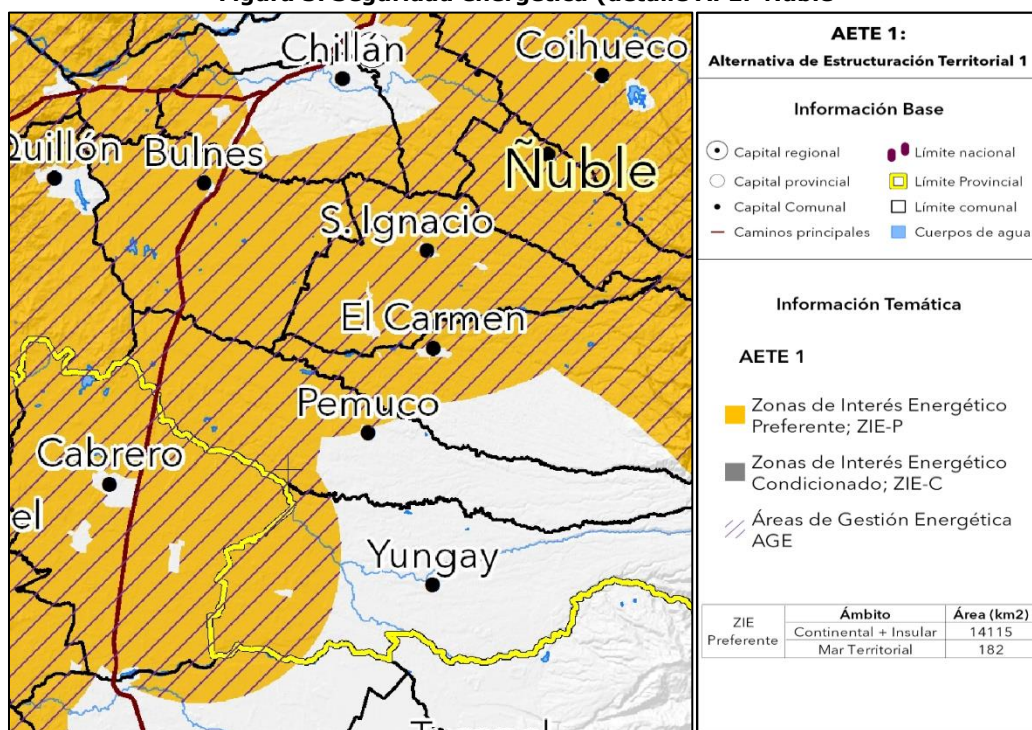 Figura Seguridad energética (detalle Ñuble
Chillán
Coihueco
Quillón
Bulnes
Ñuble
S. Ignacio
El Carmen
Pemuco
Cabrero
el
Yungay
AETE 1:
Alternativa de Estructuración Territorial 1
Información Base
Capital regional
Límite nacional
Capital provincial
Límite Provincial
Capital Comunal
Límite comunal
Caminos principales
Cuerpos de agua
Información Temática
AETE 1
Zonas de Interés Energético
Preferente; ZIE-P
Zonas de Interés Energético
Condicionado; ZIE-C
Áreas de Gestión Energética
AGE
ZIE Preferente
Ámbito Área (km2)
Continental + Insular 14115
Mar Territorial 182